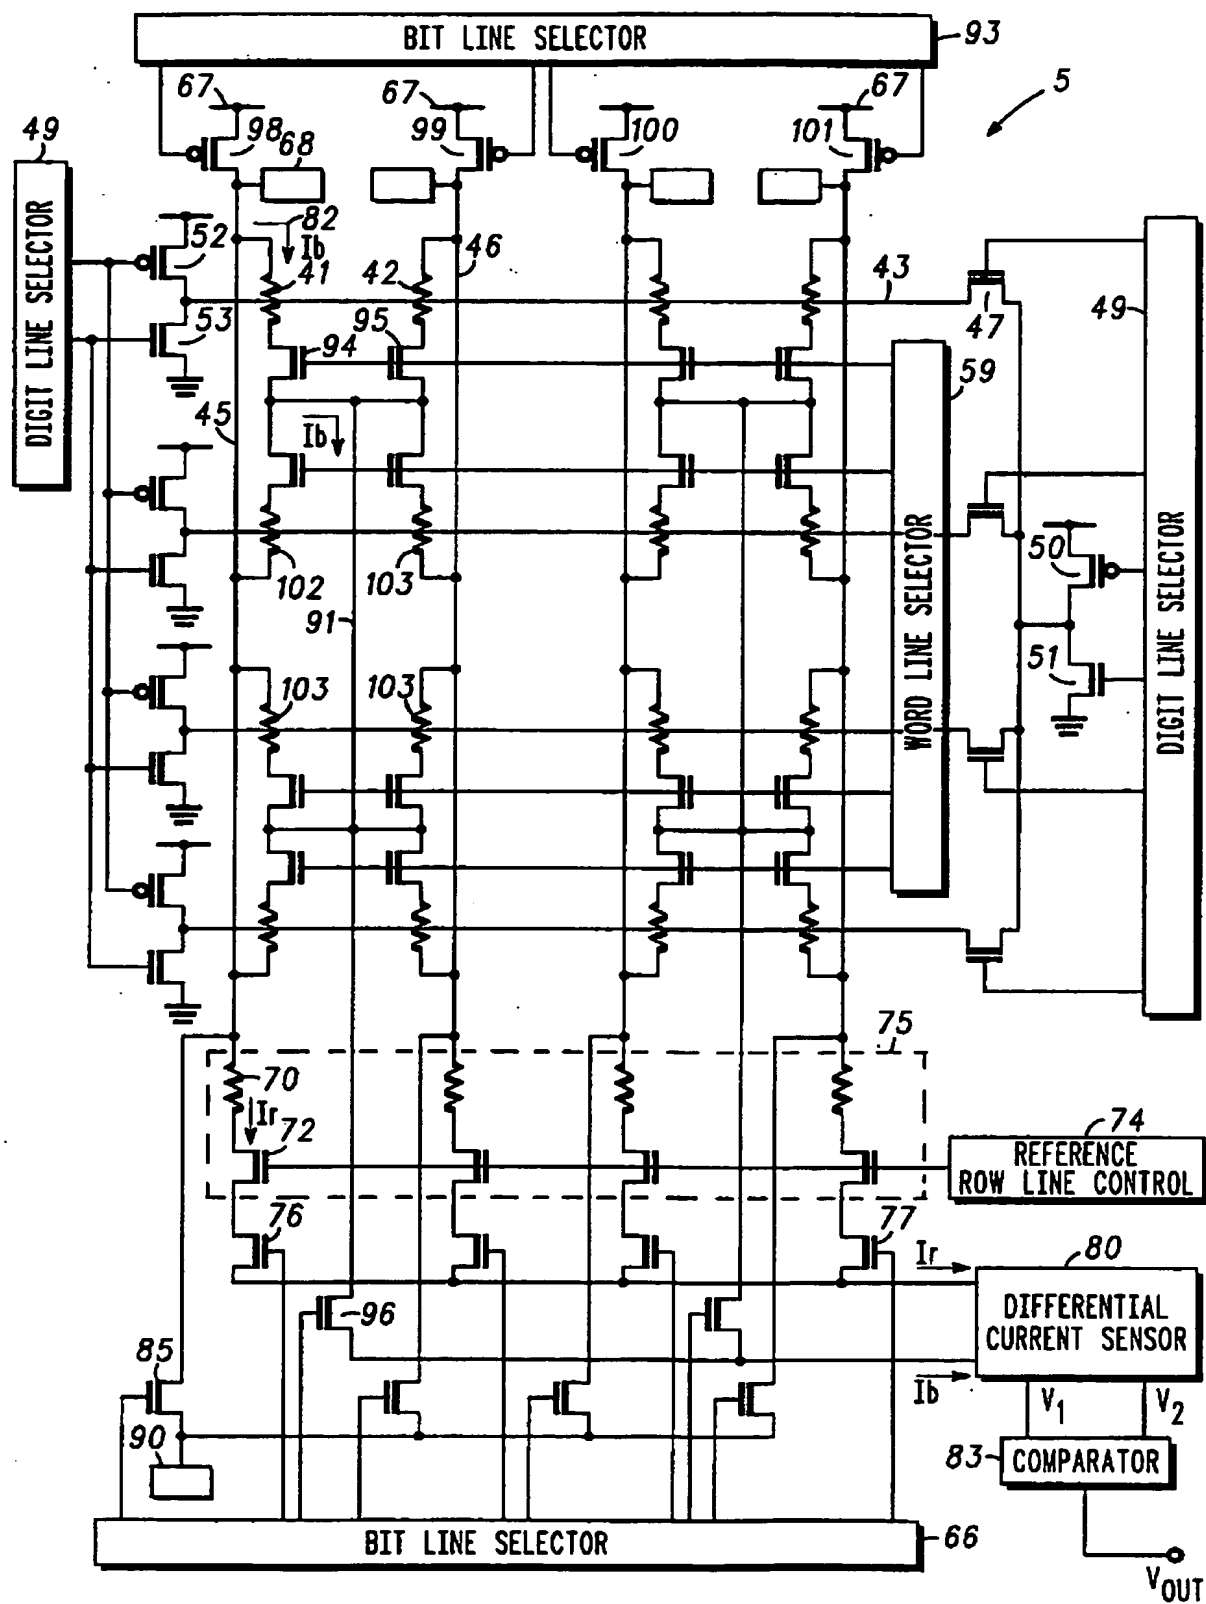 BIT LINE SELECTOR
93
5
67
67
67
98
68
99
100
101
49
DIGIT LINE SELECTOR
52
53
82
Ib
41
42
46
43
47
49
DIGIT LINE SELECTOR
94
95
59
WORD LINE SELECTOR
45
Ib
102
103
91
50
51
103
103
75
70
Ir
72
74
REFERENCE
ROW LINE CONTROL
76
77
Ir
80
DIFFERENTIAL
CURRENT SENSOR
96
85
Ib
V1
V2
90
83
COMPARATOR
BIT LINE SELECTOR
66
VOUT